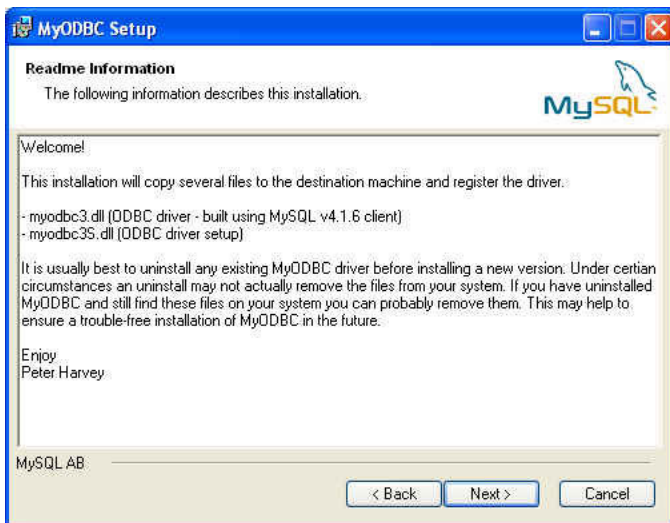 MyODBC Setup
Readme Information
The following information describes this installation.
MySQL
Welcome!
This installation will copy several files to the destination machine and register the driver.
- myodbc3.dll (ODBC driver - built using MySQL v4.1.6 client)
- myodbc3S.dll (ODBC driver setup)
It is usually best to uninstall any existing MyODBC driver before installing a new version. Under certian
circumstances an uninstall may not actually remove the files from your system. If you have uninstalled
MyODBC and still find these files on your system you can probably remove them. This may help to
ensure a trouble-free installation of MyODBC in the future.
Enjoy
Peter Harvey
MySQL AB
< Back
Next >
Cancel